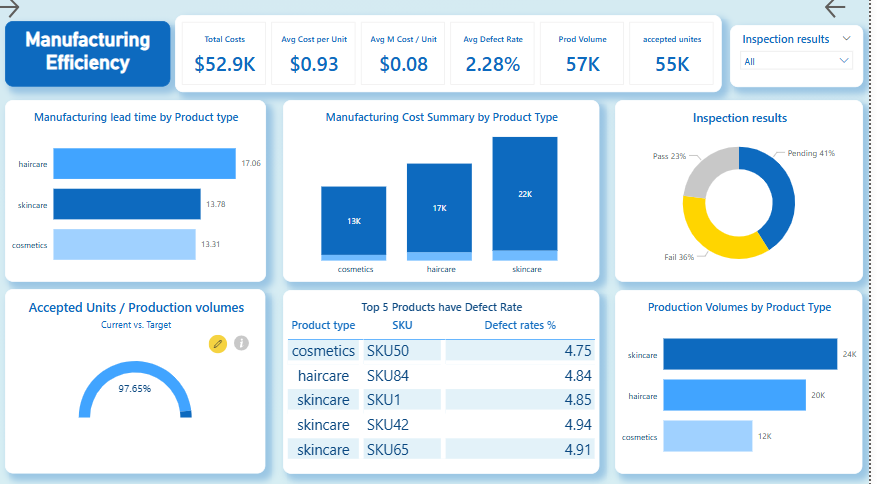 Manufacturing
Efficiency
Total Costs
$52.9K
Avg Cost per Unit
$0.93
Avg M Cost / Unit
$0.08
Avg Defect Rate
2.28%
Prod Volume
57K
accepted unites
55K
Inspection results
All
Manufacturing lead time by Product type
haircare
17.06
skincare
13.78
cosmetics
13.31
Manufacturing Cost Summary by Product Type
13K
17K
22K
cosmetics
haircare
skincare
Inspection results
Pass 23%
Pending 41%
Fail 36%
Accepted Units / Production volumes
Current vs. Target
97.65%
Top 5 Products have Defect Rate
Product type SKU Defect rates %
cosmetics SKU50 4.75
haircare SKU84 4.84
skincare SKU1 4.85
skincare SKU42 4.94
skincare SKU65 4.91
Production Volumes by Product Type
skincare
24K
haircare
20K
cosmetics
12K